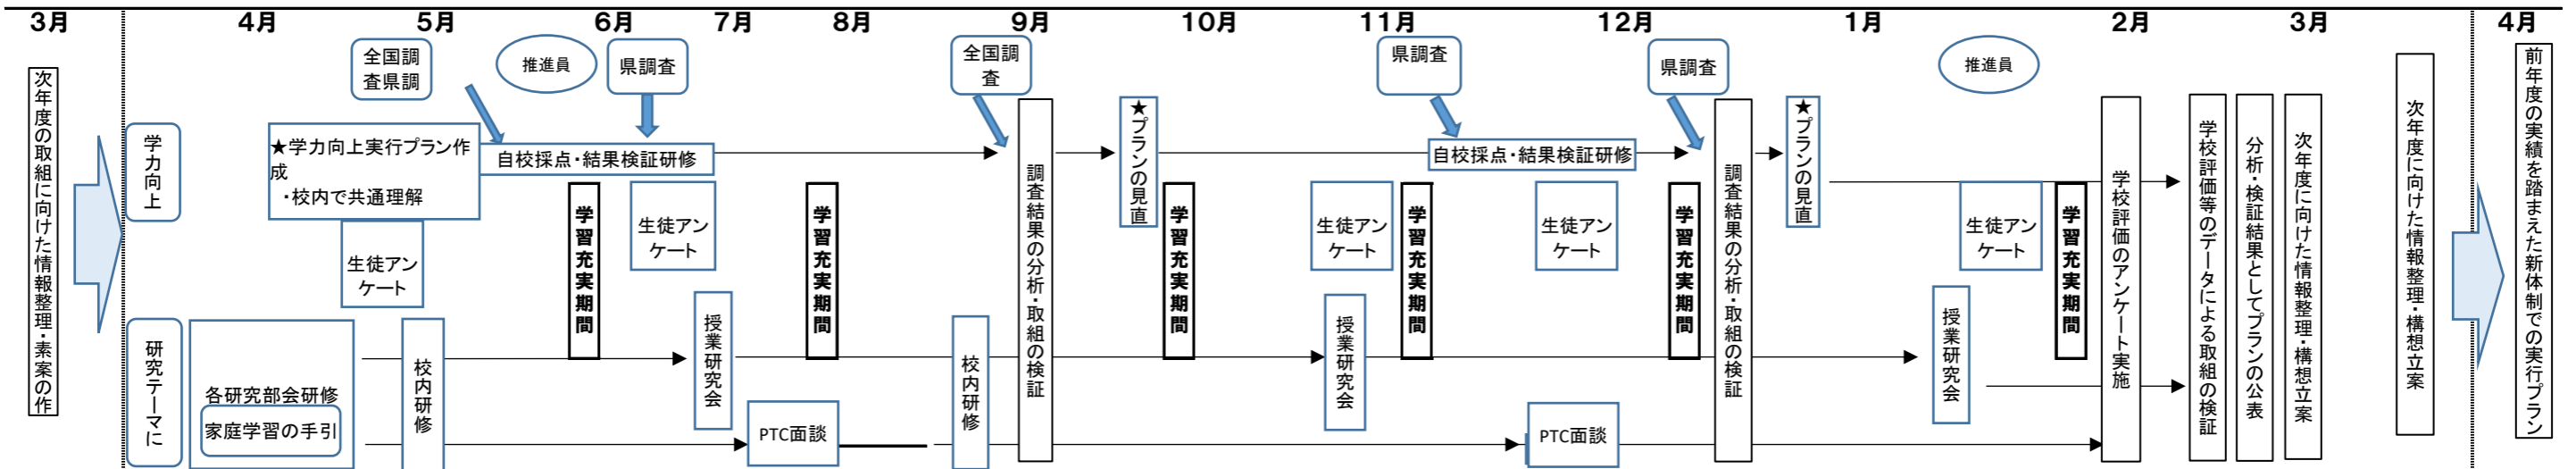 3月
4月
5月
6月
7月
8月
9月
10月
11月
12月
1月
2月
3月
4月
次年度の取組に向けた情報整理・素案の作
学力向上
研究テーマに
全国調
査県調
推進員
県調査
★学力向上実行プラン作
成
・校内で共通理解
自校採点・結果検証研修
生徒アン
ケート
各研究部会研修
家庭学習の手引
校内研修
学習充実期間
生徒アン
ケート
授業研究会
PTC面談
学習充実期間
全国調
査
校内研修
調査結果の分析・取組の検証
★プランの見直
学習充実期間
県調査
自校採点・結果検証研修
生徒アン
ケート
授業研究会
学習充実期間
生徒アン
ケート
PTC面談
県調査
学習充実期間
調査結果の分析・取組の検証
★プランの見直
推進員
生徒アン
ケート
授業研究会
学習充実期間
学校評価のアンケート実施
学校評価等のデータによる取組の検証
分析・検証結果としてプランの公表
次年度に向けた情報整理・構想立案
次年度に向けた情報整理・構想立案
前年度の実績を踏まえた新体制での実行プラン